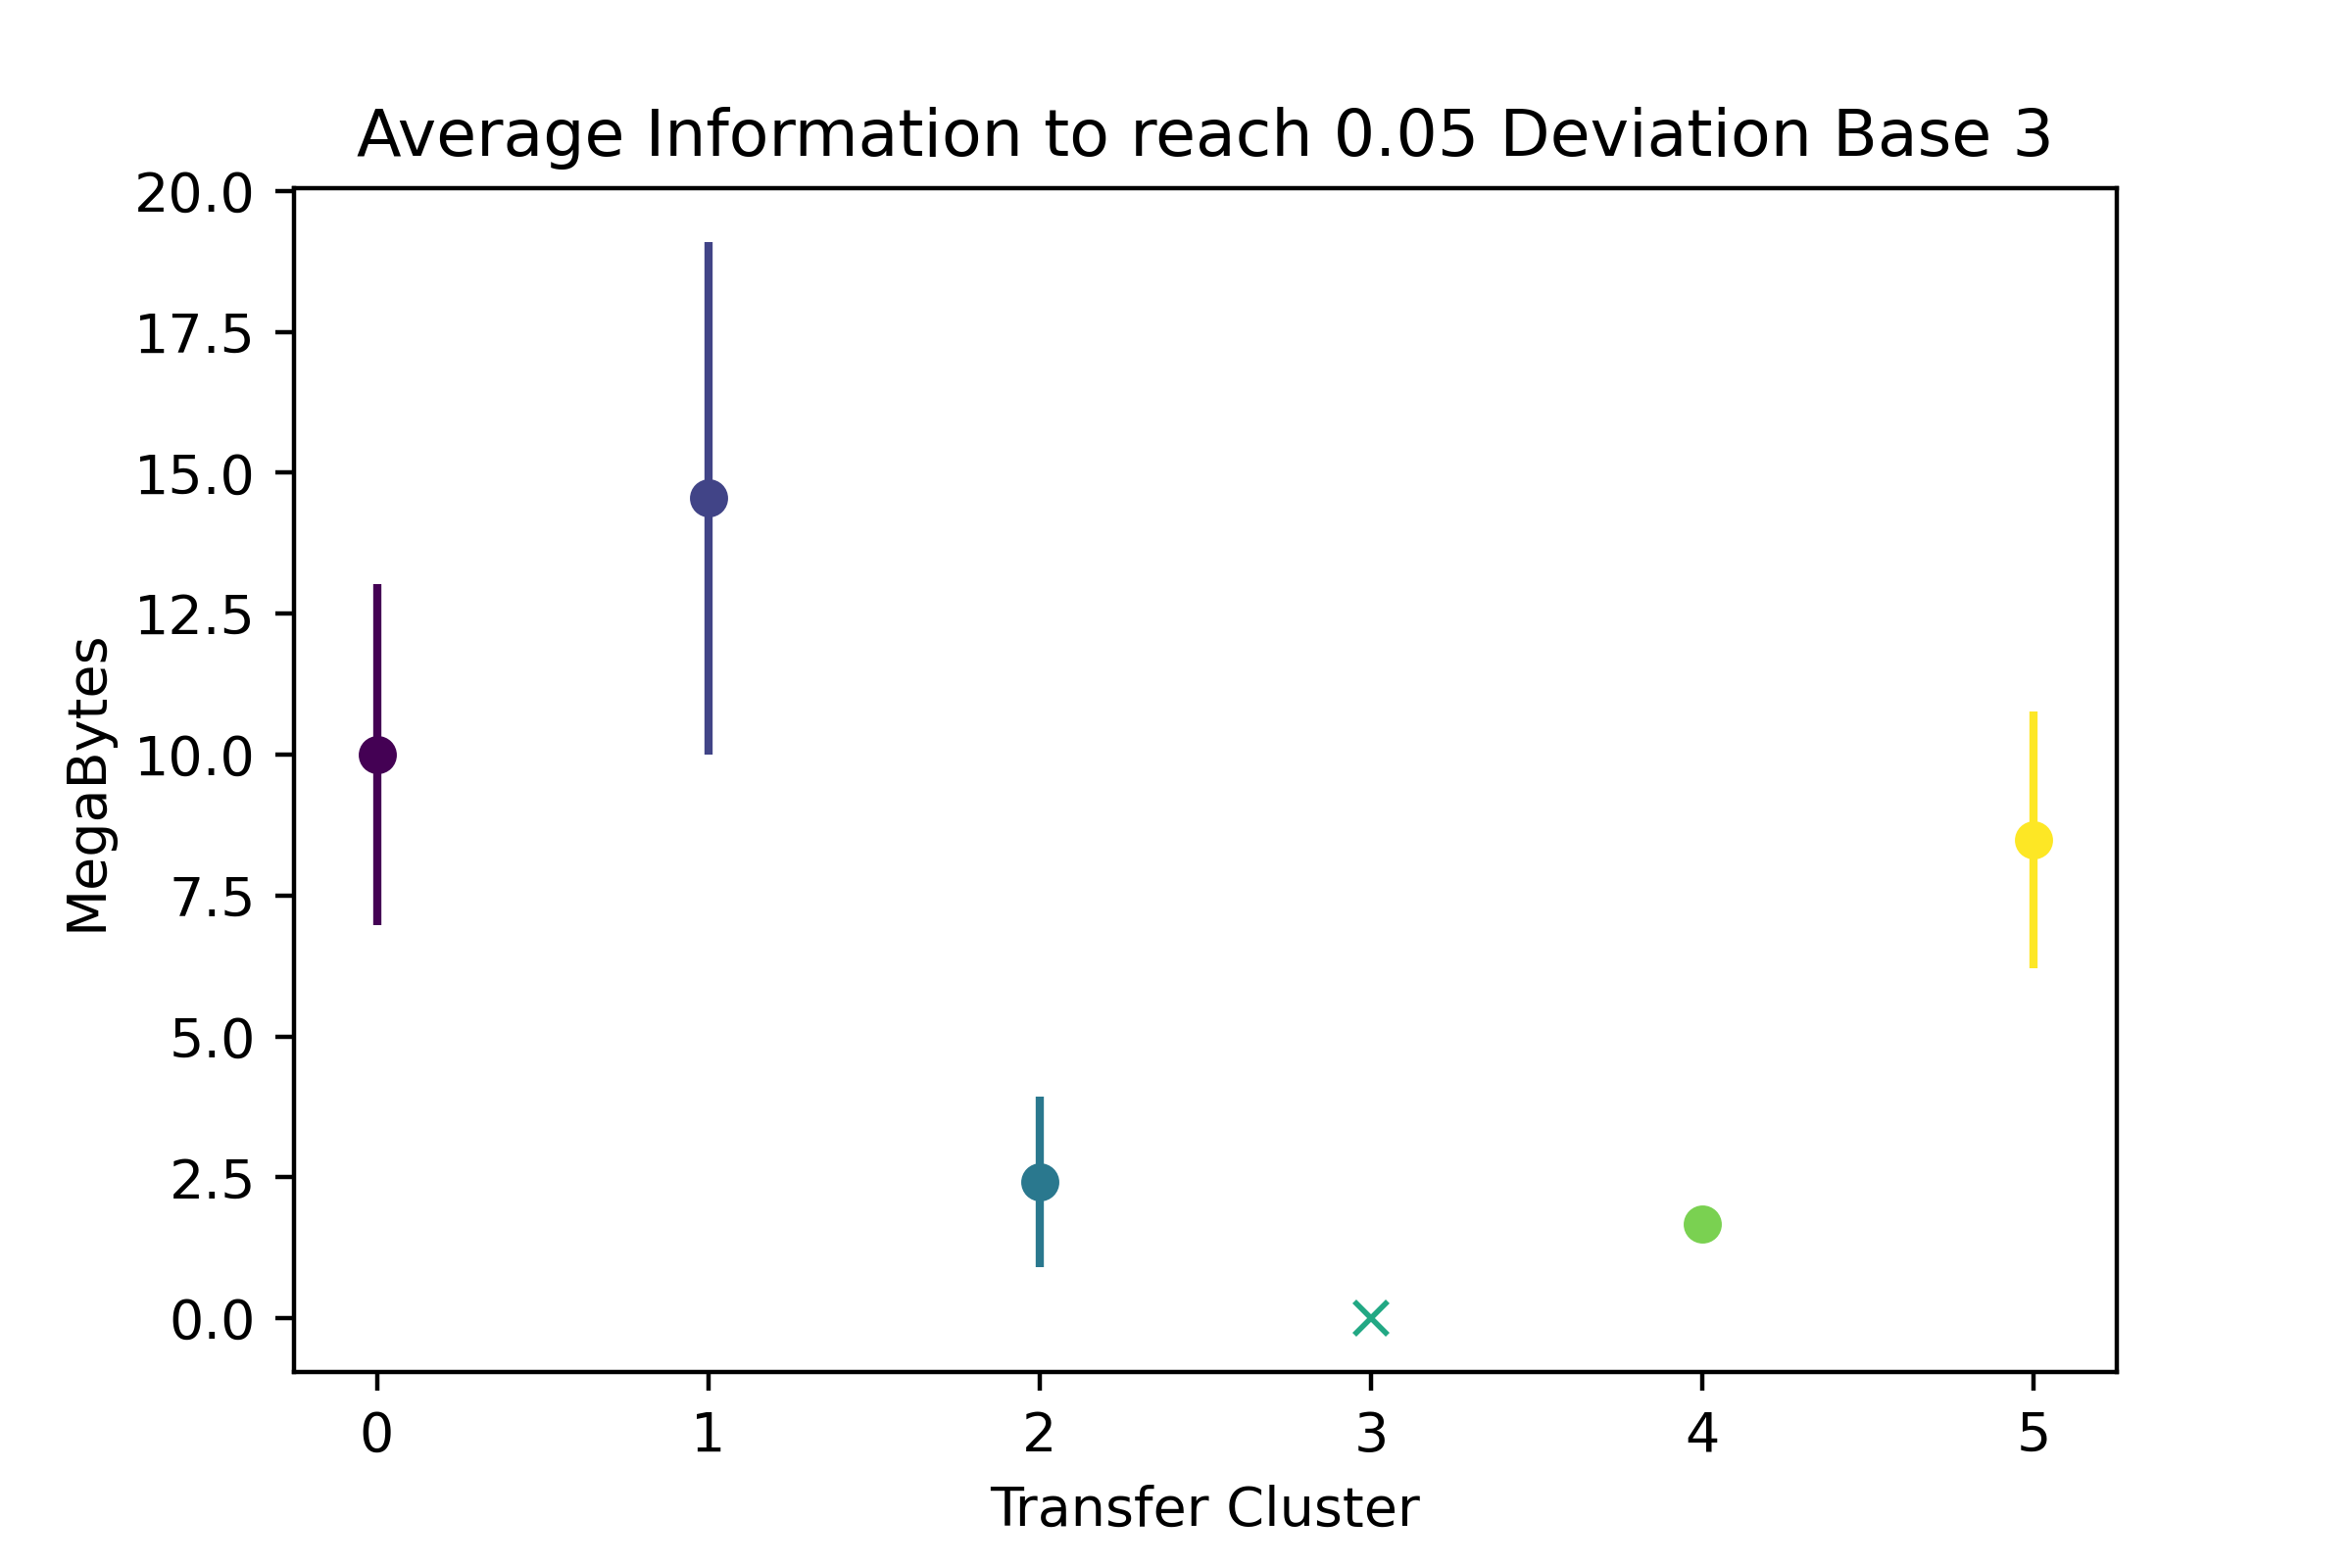 Average Information to reach 0.05 Deviation Base 3
20.0
17.5
15.0
12.5
10.0
7.5
5.0
2.5
0.0
MegaBytes
0 1 2 3 4 5
Transfer Cluster